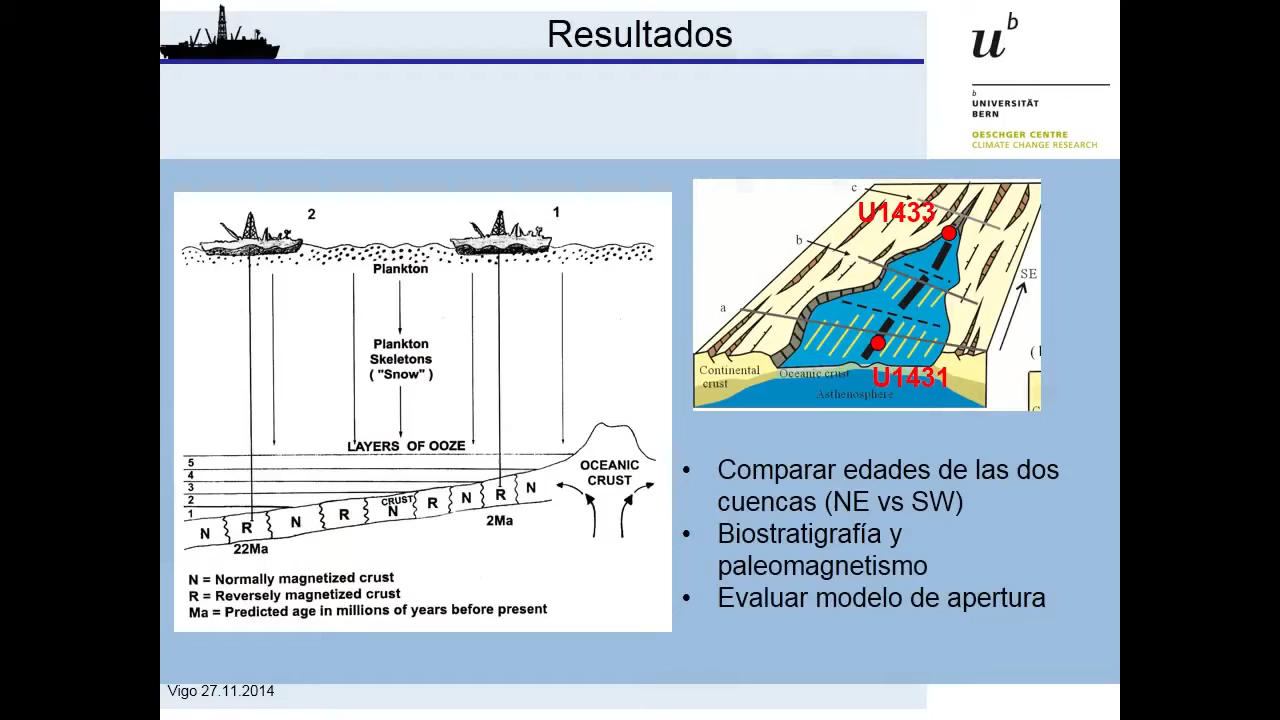 Resultados
u^b
b
UNIVERSITÄT
BERN
OESCHGER CENTRE
CLIMATE CHANGE RESEARCH
2
1
Plankton
Plankton
Skeletons
( "Snow" )
LAYERS OF OOZE
5
4
3
2
1
CRUST
N R N R N R N R N
22Ma
2Ma
OCEANIC
CRUST
N = Normally magnetized crust
R = Reversely magnetized crust
Ma = Predicted age in millions of years before present
c
U1433
b
SE
a
Continental
crust
Oceanic crust
U1431
Asthenosphere
• Comparar edades de las dos
cuencas (NE vs SW)
• Biostratigrafía y
paleomagnetismo
• Evaluar modelo de apertura
Vigo 27.11.2014